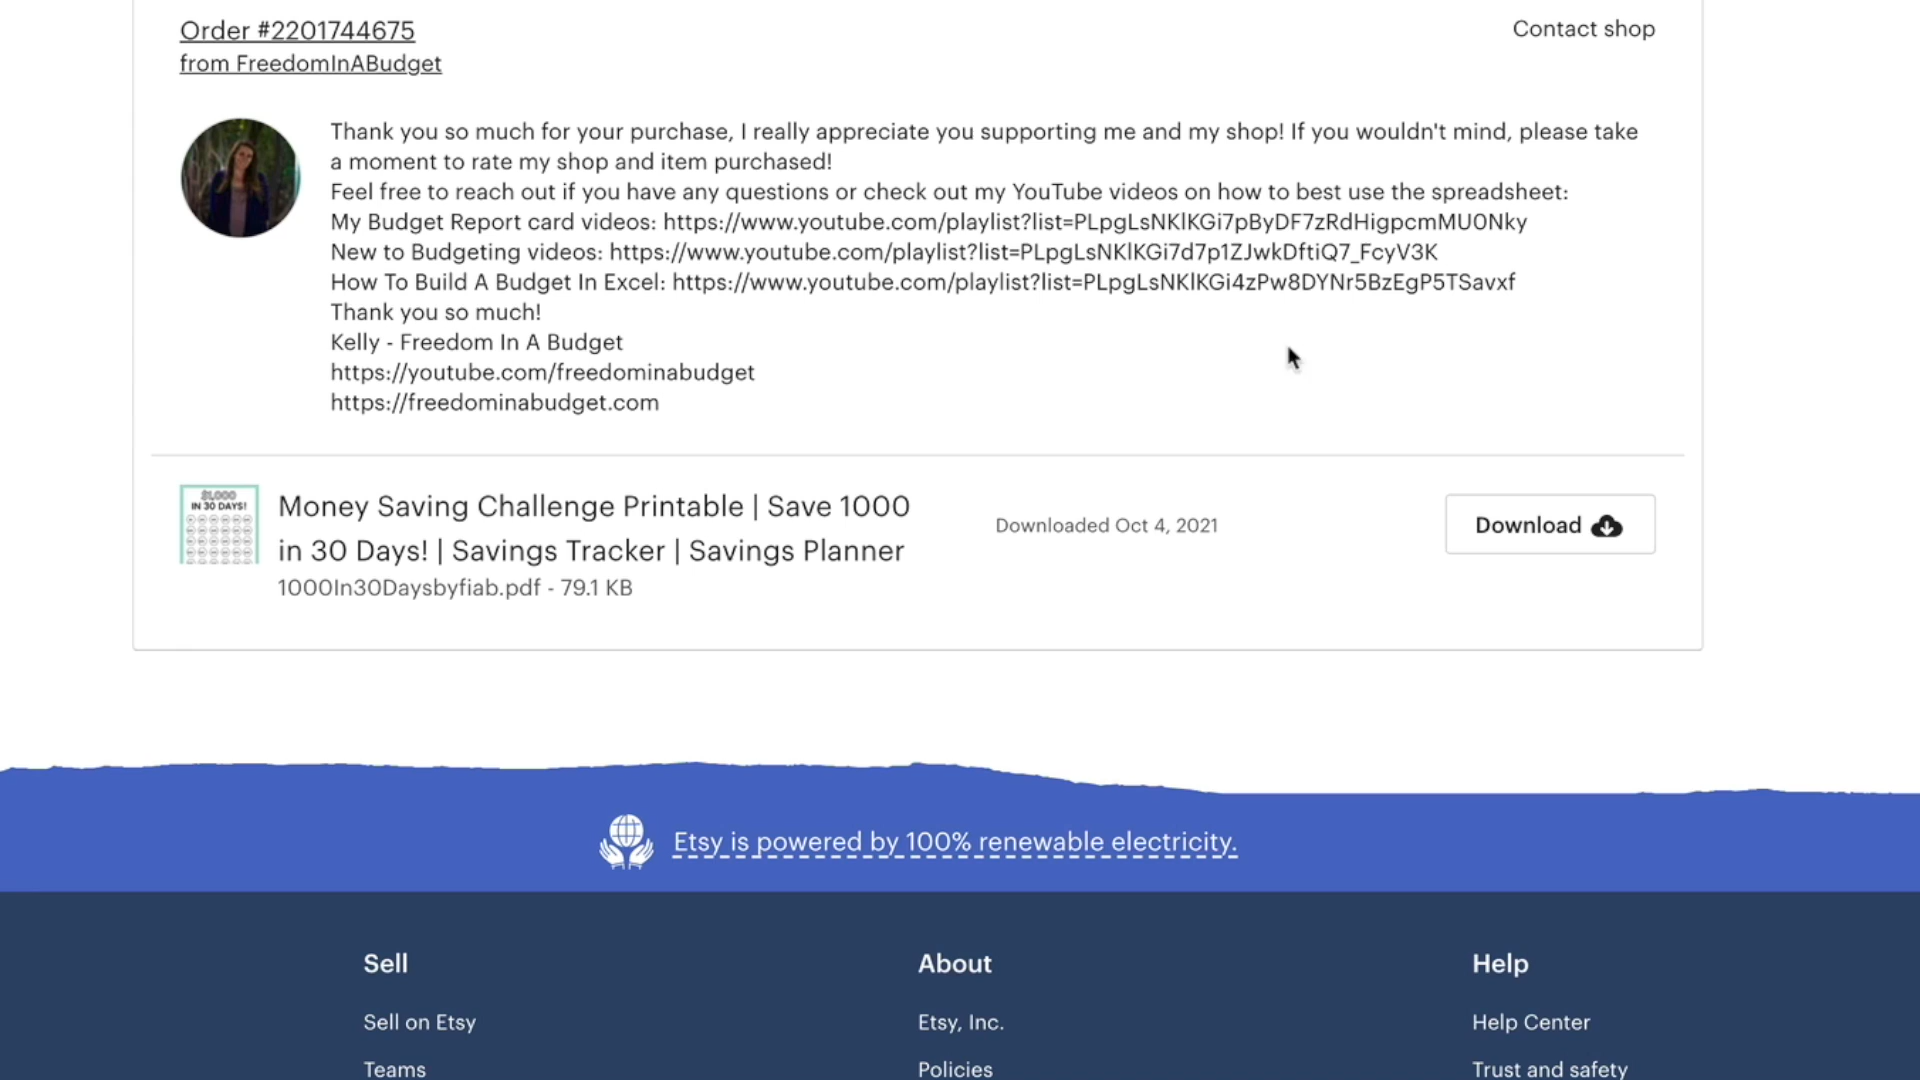 Order #2201744675
Contact shop
from FreedomInABudget
Thank you so much for your purchase, I really appreciate you supporting me and my shop! If you wouldn't mind, please take
a moment to rate my shop and item purchased!
Feel free to reach out if you have any questions or check out my YouTube videos on how to best use the spreadsheet:
My Budget Report card videos: https://www.youtube.com/playlist?list=PLpgLsNKlKGi7pByDF7zRdHigpcmMU0Nky
New to Budgeting videos: https://www.youtube.com/playlist?list=PLpgLsNKlKGi7d7p1ZJwkDftiQ7_FcyV3K
How To Build A Budget In Excel: https://www.youtube.com/playlist?list=PLpgLsNKlKGi4zPw8DYNr5BzEgP5TSavxf
Thank you so much!
Kelly - Freedom In A Budget
https://youtube.com/freedominabudget
https://freedominabudget.com
$1,000
IN 30 DAYS!
Money Saving Challenge Printable | Save 1000
in 30 Days! | Savings Tracker | Savings Planner
1000In30Daysbyfiab.pdf - 79.1 KB
Downloaded Oct 4, 2021
Download
Etsy is powered by 100% renewable electricity.
Sell
About
Help
Sell on Etsy
Etsy, Inc.
Help Center
Teams
Policies
Trust and safety